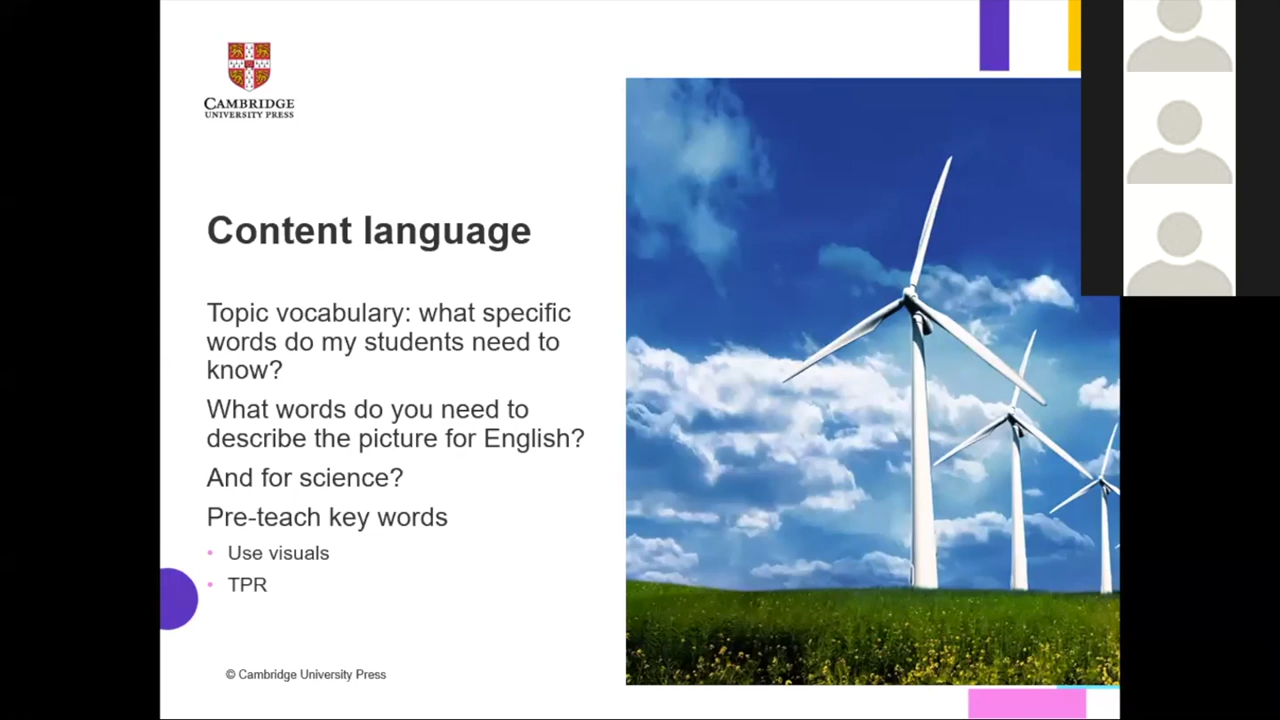 CAMBRIDGE
UNIVERSITY PRESS
Content language
Topic vocabulary: what specific
words do my students need to
know?
What words do you need to
describe the picture for English?
And for science?
Pre-teach key words
• Use visuals
• TPR
© Cambridge University Press